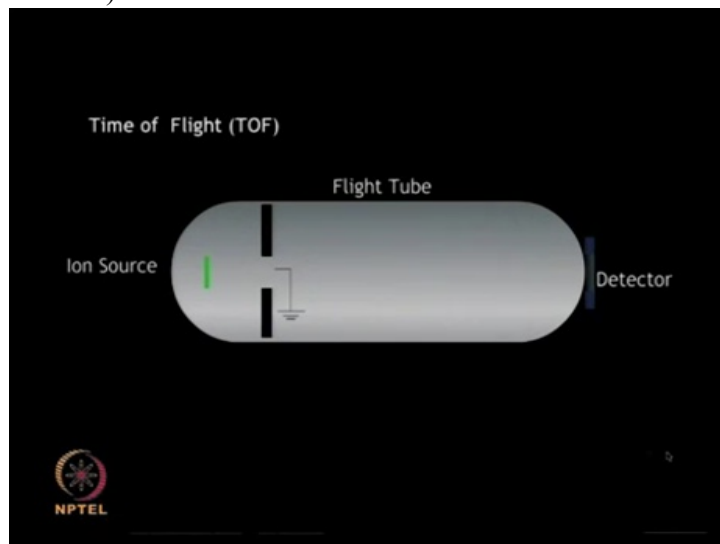 Time of Flight (TOF)
Flight Tube
Ion Source
Detector
NPTEL